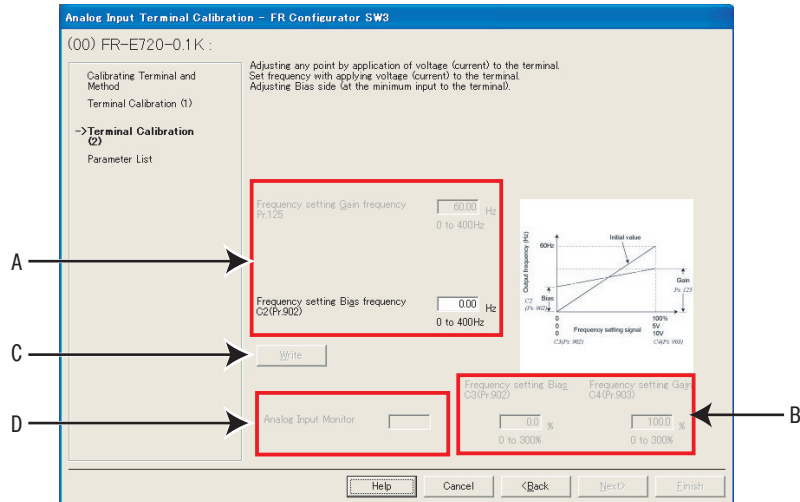 Analog Input Terminal Calibration - FR Configurator SW3
(00) FR-E720-0.1K :
Calibrating Terminal and
Method
Terminal Calibration (1)
->Terminal Calibration
(2)
Parameter List
Adjusting any point by application of voltage (current) to the terminal.
Set frequency with applying voltage (current) to the terminal.
Adjusting Bias side (at the minimum input to the terminal).
Frequency setting Gain frequency
Pr.125
60.00 Hz
0 to 400Hz
Frequency setting Bias frequency
C2(Pr.902)
0.00 Hz
0 to 400Hz
Write
Analog Input Monitor
Output frequency (Hz)
60Hz
Initial value
Gain
Pr. 125
Bias
C2
(Pr. 902)
0
0
0
0
Frequency setting signal
100%
5V
10V
C3(Pr. 902)
C4(Pr. 903)
Frequency setting Bias
C3(Pr.902)
0.0 %
0 to 300%
Frequency setting Gain
C4(Pr.903)
100.0 %
0 to 300%
Help
Cancel
<Back
Next>
Finish
A
C
D
B